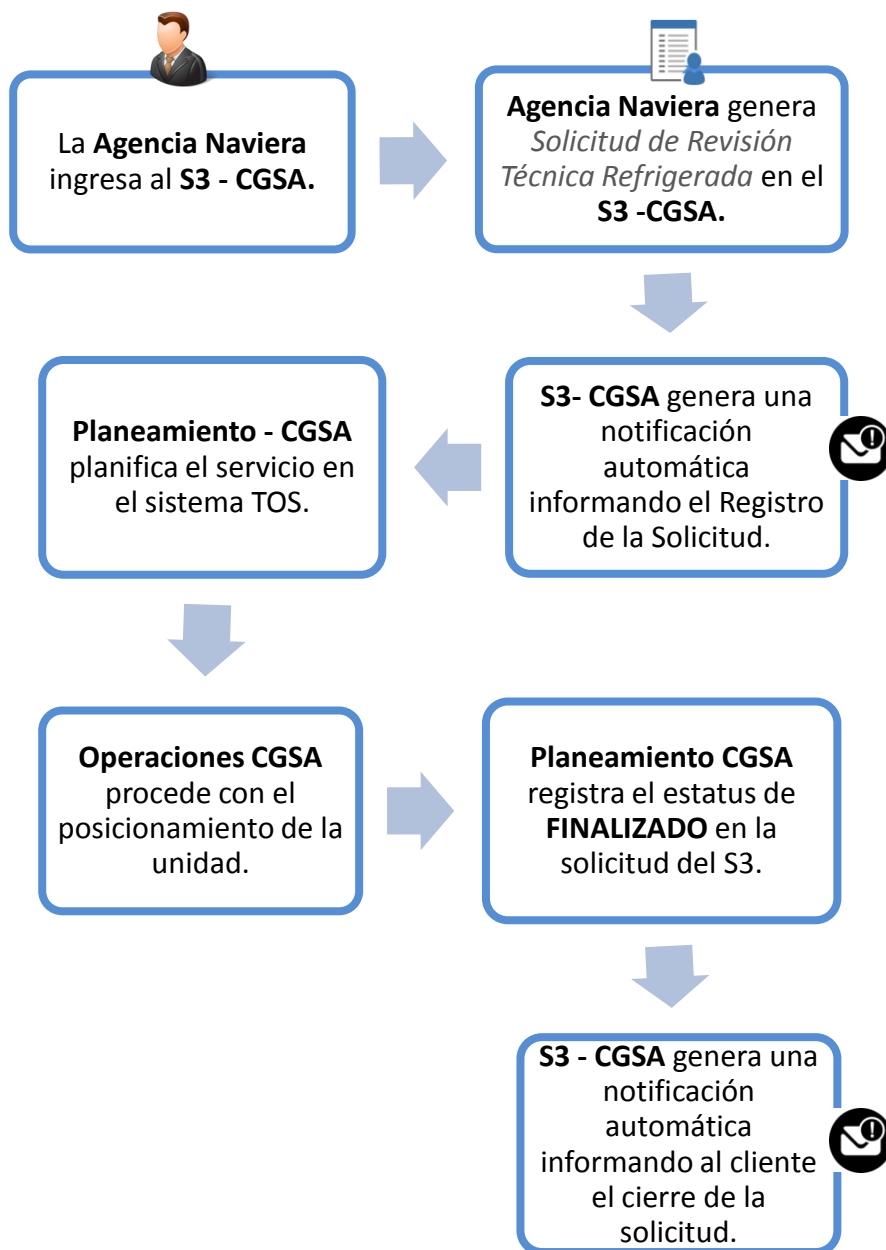 La Agencia Naviera
ingresa al S3 - CGSA.
Agencia Naviera genera
Solicitud de Revisión
Técnica Refrigerada en el
S3 -CGSA.
S3- CGSA genera una
notificación
automática
informando el Registro
de la Solicitud.
Planeamiento - CGSA
planifica el servicio en
el sistema TOS.
Operaciones CGSA
procede con el
posicionamiento de la
unidad.
Planeamiento CGSA
registra el estatus de
FINALIZADO en la
solicitud del S3.
S3 - CGSA genera una
notificación
automática
informando al cliente
el cierre de la
solicitud.